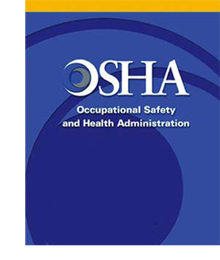 OSHA
Occupational Safety
and Health Administration